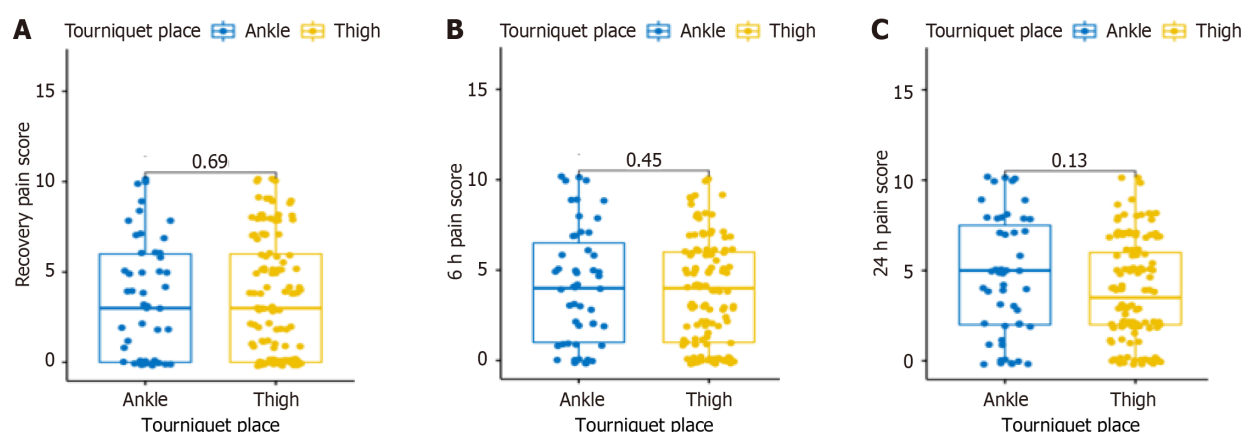 A Tourniquet place Ankle Thigh
Recovery pain score
15
10
5
0
0.69
Ankle Thigh
Tourniquet place
B Tourniquet place Ankle Thigh
6 h pain score
15
10
5
0
0.45
Ankle Thigh
Tourniquet place
C Tourniquet place Ankle Thigh
24 h pain score
15
10
5
0
0.13
Ankle Thigh
Tourniquet place